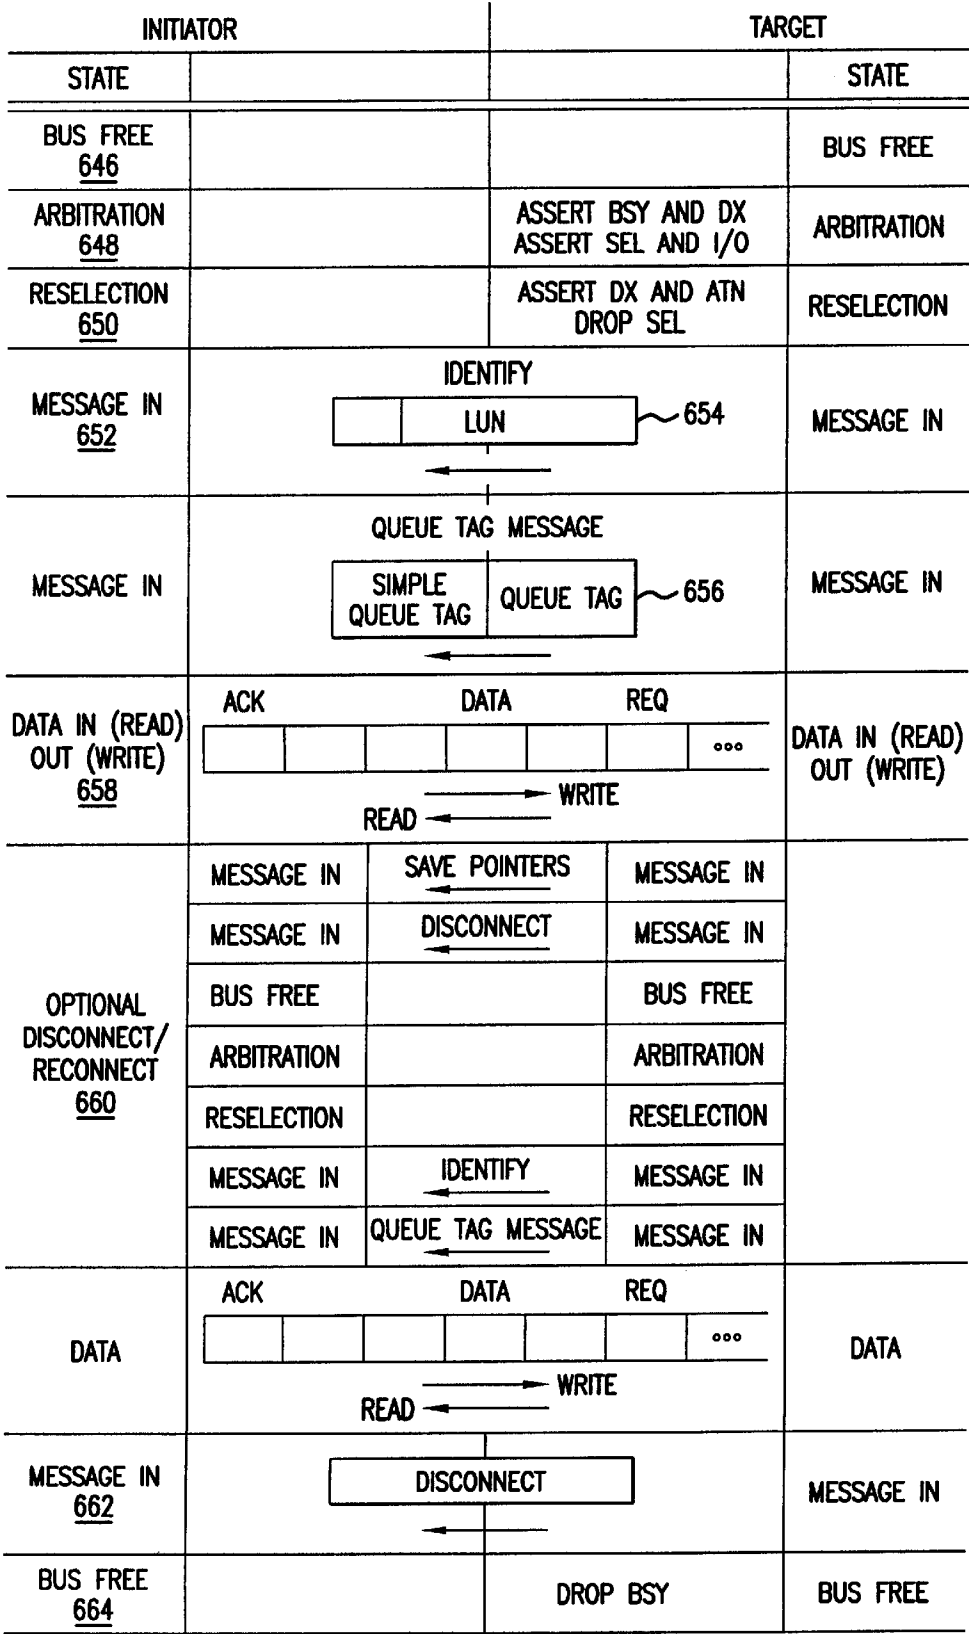 INITIATOR TARGET
STATE STATE
BUS FREE
646
BUS FREE
ARBITRATION
648
ASSERT BSY AND DX
ASSERT SEL AND I/O
ARBITRATION
RESELECTION
650
ASSERT DX AND ATN
DROP SEL
RESELECTION
MESSAGE IN
652
IDENTIFY
LUN
654
MESSAGE IN
MESSAGE IN
QUEUE TAG MESSAGE
SIMPLE
QUEUE TAG
QUEUE TAG
656
MESSAGE IN
DATA IN (READ)
OUT (WRITE)
658
ACK DATA REQ
ooo
WRITE
READ
DATA IN (READ)
OUT (WRITE)
OPTIONAL
DISCONNECT/
RECONNECT
660
MESSAGE IN SAVE POINTERS MESSAGE IN
MESSAGE IN DISCONNECT MESSAGE IN
BUS FREE BUS FREE
ARBITRATION ARBITRATION
RESELECTION RESELECTION
MESSAGE IN IDENTIFY MESSAGE IN
MESSAGE IN QUEUE TAG MESSAGE MESSAGE IN
DATA
ACK DATA REQ
ooo
WRITE
READ
DATA
MESSAGE IN
662
DISCONNECT
MESSAGE IN
BUS FREE
664
DROP BSY
BUS FREE